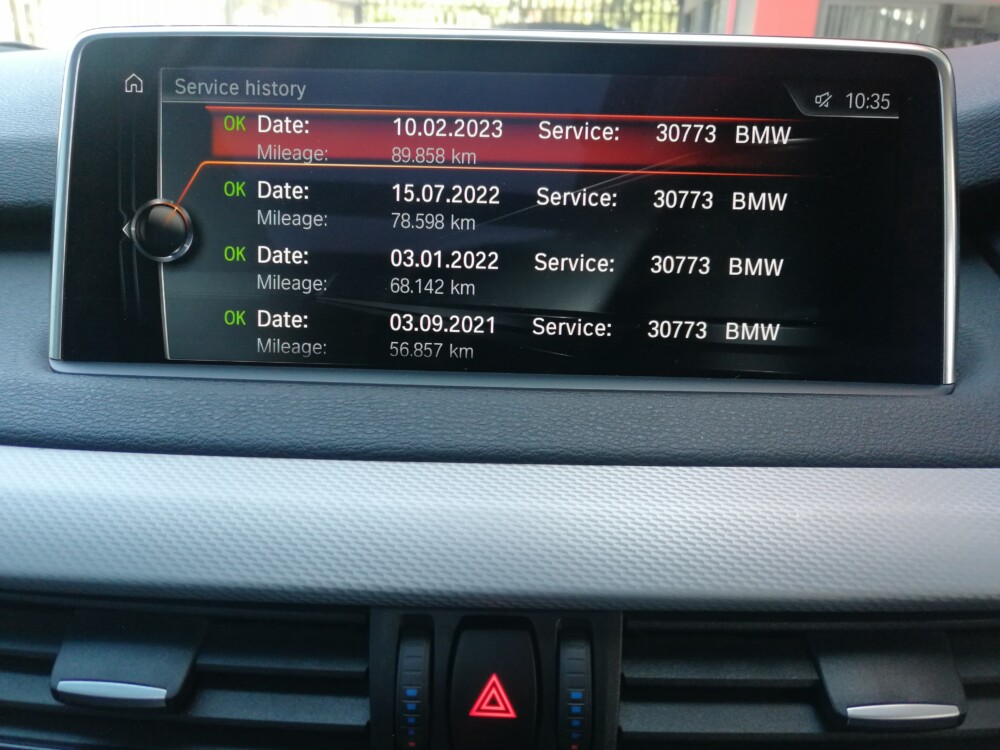 Service history
10:35
OK Date: 10.02.2023 Service: 30773 BMW
Mileage: 89.858 km
OK Date: 15.07.2022 Service: 30773 BMW
Mileage: 78.598 km
OK Date: 03.01.2022 Service: 30773 BMW
Mileage: 68.142 km
OK Date: 03.09.2021 Service: 30773 BMW
Mileage: 56.857 km